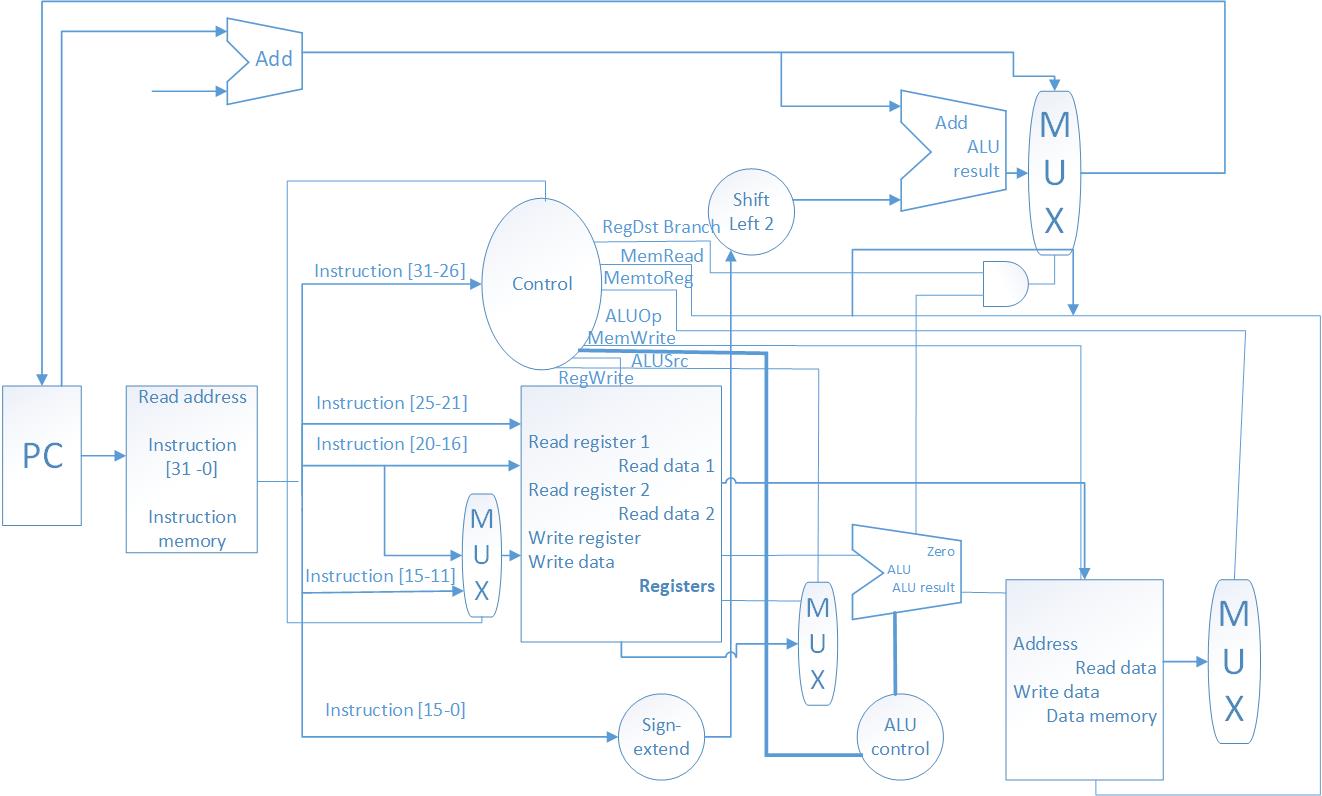 Add
Add
ALU
result
M
U
X
Shift
Left 2
RegDst Branch
MemRead
MemtoReg
Control
Instruction [31-26]
ALUOp
MemWrite
ALUSrc
RegWrite
PC
Read address
Instruction
[31 -0]
Instruction
memory
Instruction [25-21]
Instruction [20-16]
Instruction [15-11]
Instruction [15-0]
M
U
X
Read register 1
Read data 1
Read register 2
Read data 2
Write register
Write data
Registers
Sign-
extend
M
U
X
Zero
ALU
ALU result
ALU
control
Address
Read data
Write data
Data memory
M
U
X